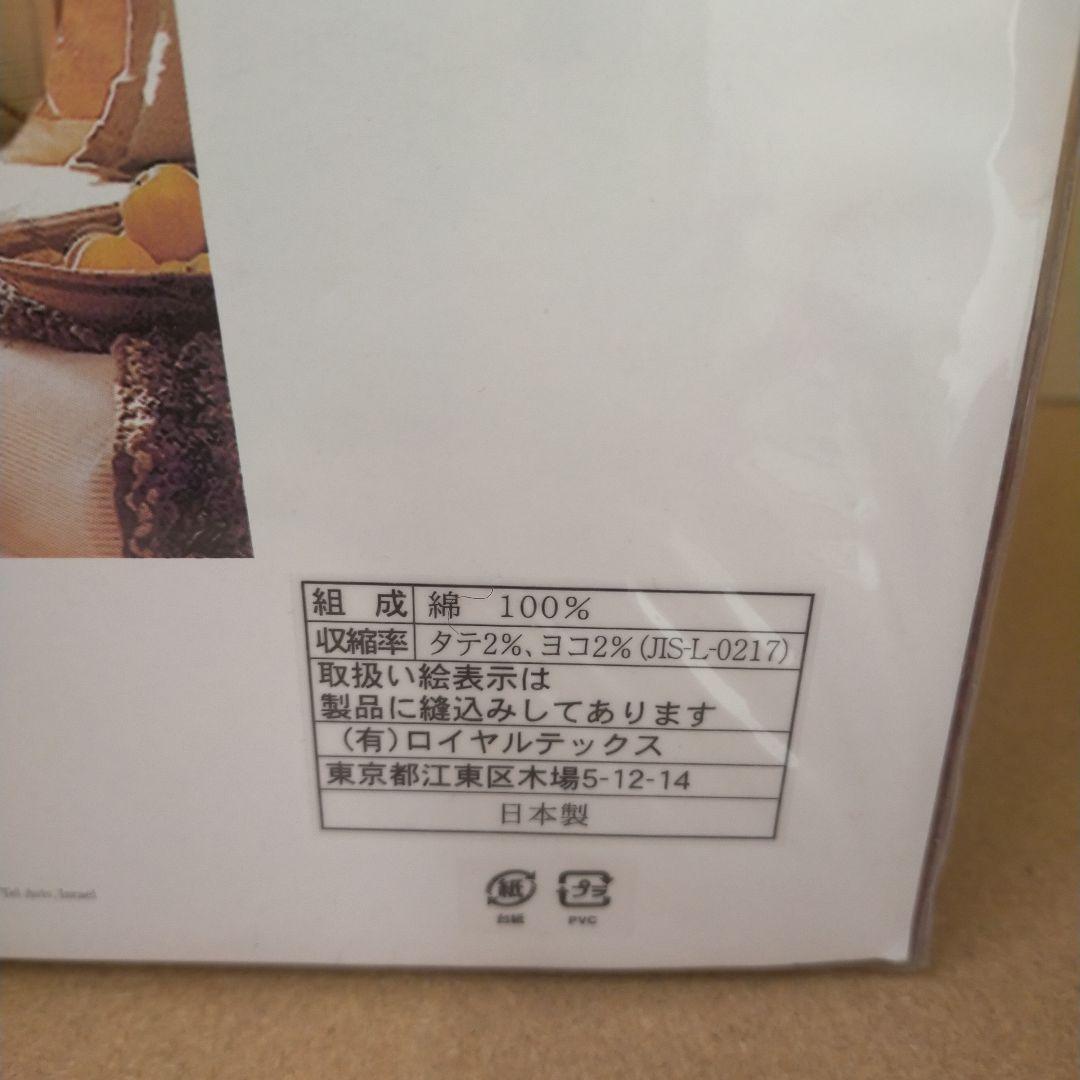 組 成 綿 100%
収縮率 タテ2%、ヨコ2%(JIS-L-0217)
取扱い絵表示は
製品に縫込みしてあります
(有)ロイヤルテックス
東京都江東区木場5-12-14
日本製
紙 プラ
台紙 PVC